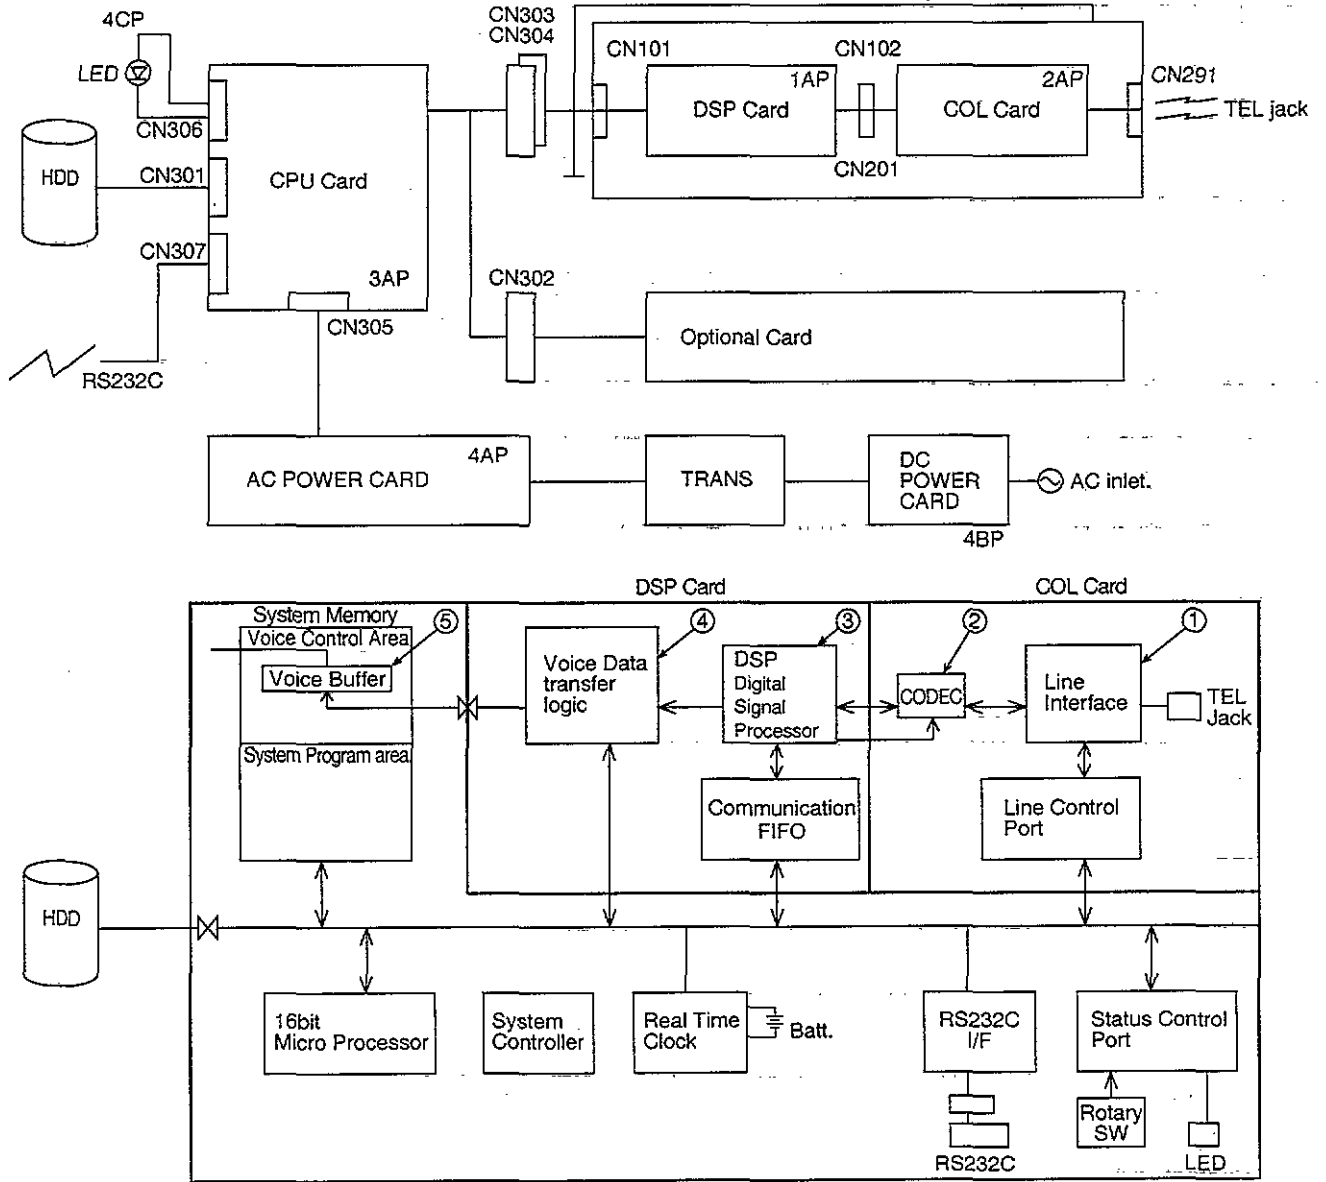 4CP
LED
CN306
HDD
CN301
CPU Card
CN307
3AP
CN305
RS232C
CN303
CN304
CN101
1AP
DSP Card
CN102
CN201
2AP
COL Card
CN291
TEL jack
CN302
Optional Card
4AP
AC POWER CARD
TRANS
DC
POWER
CARD
4BP
AC inlet.
DSP Card
COL Card
System Memory
Voice Control Area
5
Voice Buffer
System Program area
4
Voice Data
transfer
logic
3
DSP
Digital
Signal
Processor
2
CODEC
1
Line
Interface
TEL
Jack
Communication
FIFO
Line Control
Port
HDD
16bit
Micro Processor
System
Controller
Real Time
Clock
Batt.
RS232C
I/F
Status Control
Port
Rotary
SW
RS232C
LED